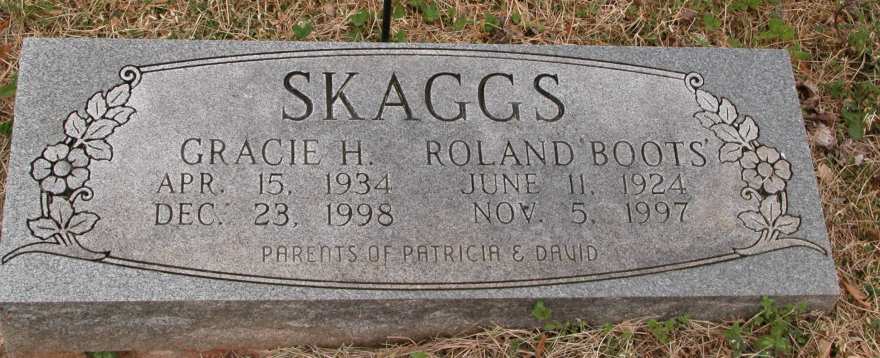 SKAGGS
GRACIE H. ROLAND 'BOOTS'
APR. 15, 1934 JUNE 11, 1924
DEC. 23, 1998 NOV. 5, 1997
PARENTS OF PATRICIA & DAVID